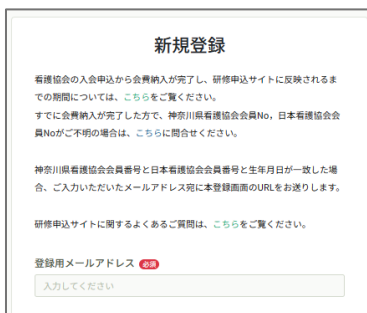 新規登録
看護協会の入会申込から会費納入が完了し、研修申込サイトに反映されるま
での期間については、こちらをご覧ください。
すでに会費納入が完了した方で、神奈川県看護協会会員No，日本看護協会会
員Noがご不明の場合は、こちらに問合せください。
神奈川県看護協会会員番号と日本看護協会会員番号と生年月日が一致した場
合、ご入力いただいたメールアドレス宛に本登録画面のURLをお送りします。
研修申込サイトに関するよくあるご質問は、こちらをご覧ください。
登録用メールアドレス 必須
入力してください